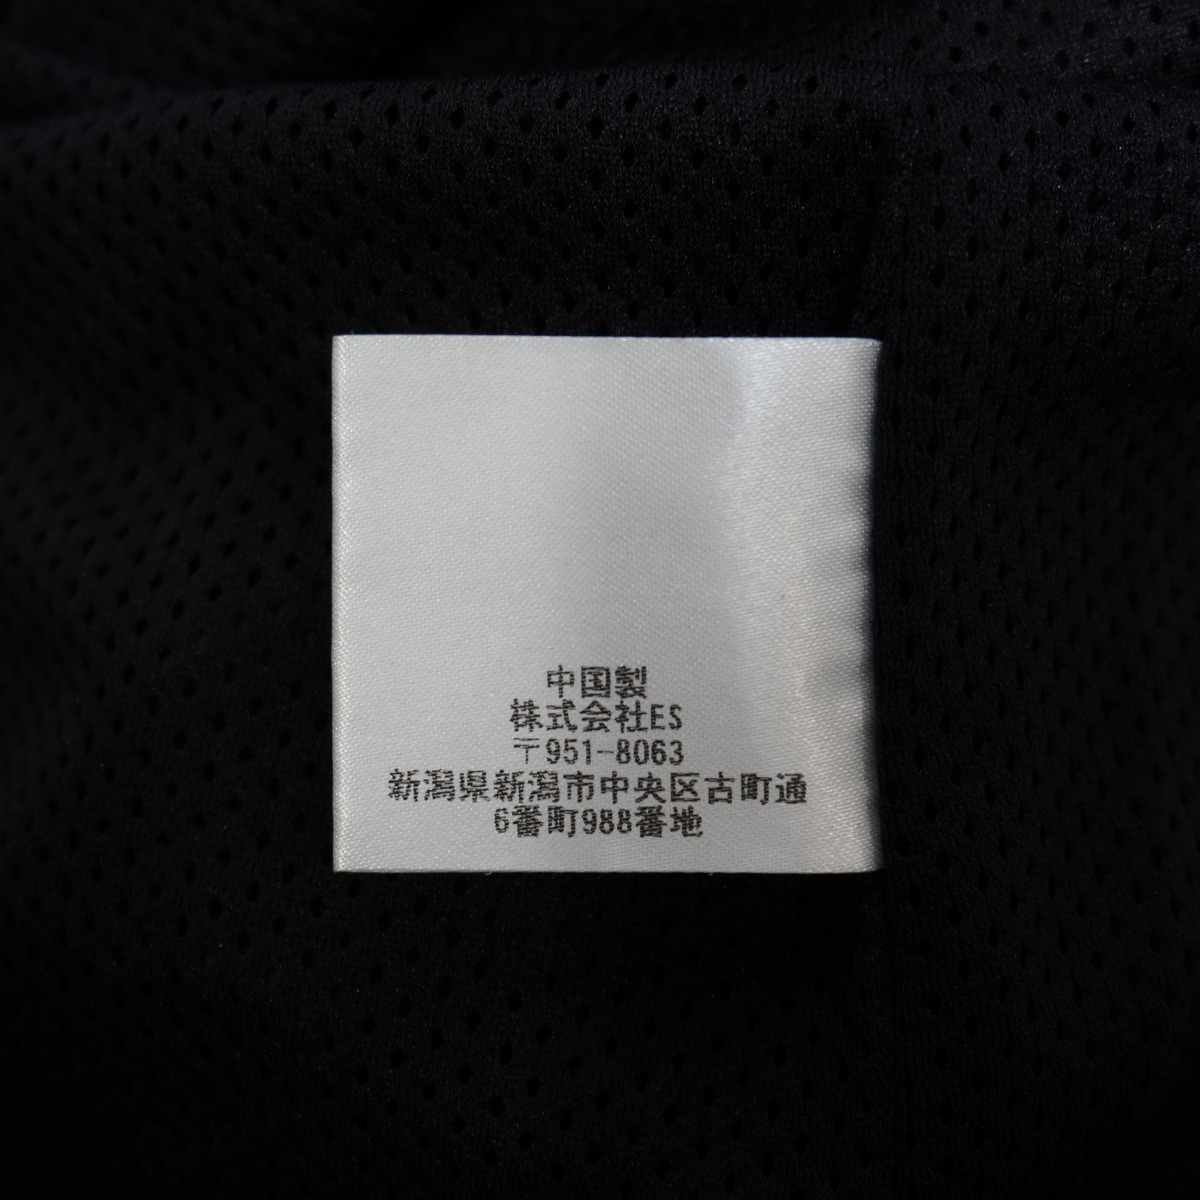 中国製
株式会社ES
〒951-8063
新潟県新潟市中央区古町通
6番町988番地